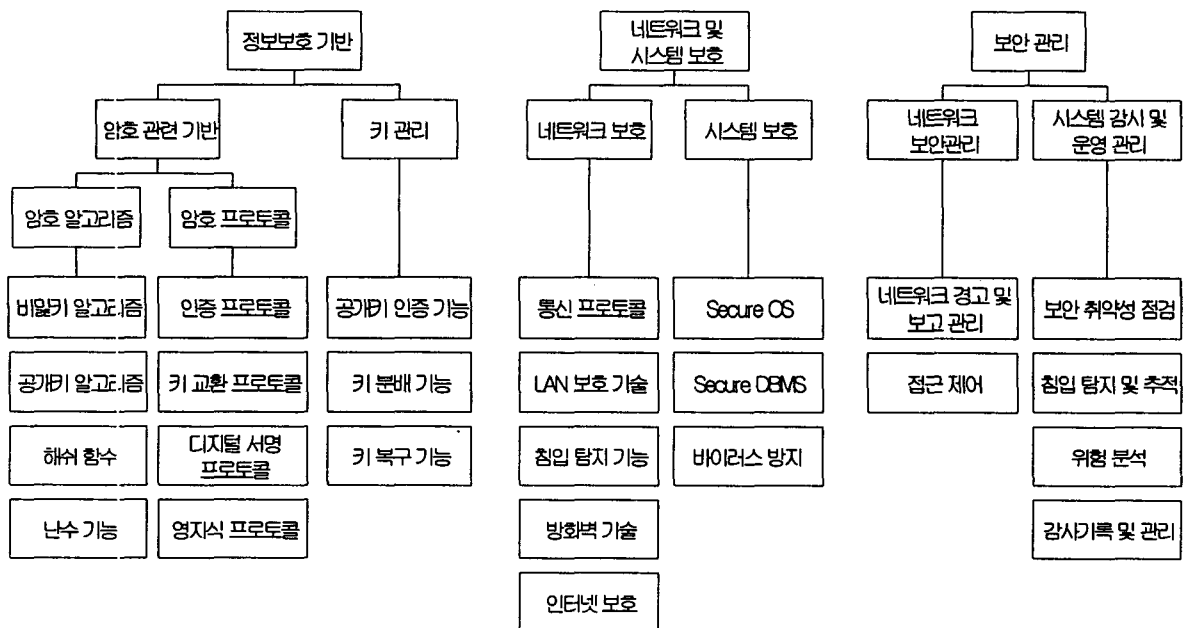 정보보호 기반
네트워크 및
시스템 보호
보안 관리
암호 관련 기반
키 관리
네트워크 보호
시스템 보호
네트워크
보안관리
시스템 감시 및
운영 관리
암호 알고리즘
암호 프로토콜
비밀키 알고리즘
인증 프로토콜
공개키 인증 기능
통신 프로토콜
Secure OS
네트워크 경고 및
보고 관리
보안 취약성 점검
공개키 알고리즘
키 교환 프로토콜
키 분배 기능
LAN 보호 기술
Secure DBMS
접근 제어
침입 탐지 및 추적
해쉬 함수
디지털 서명
프로토콜
키 복구 기능
침입 탐지 기능
바이러스 방지
위험 분석
난수 기능
영지식 프로토콜
방화벽 기술
감사기록 및 관리
인터넷 보호